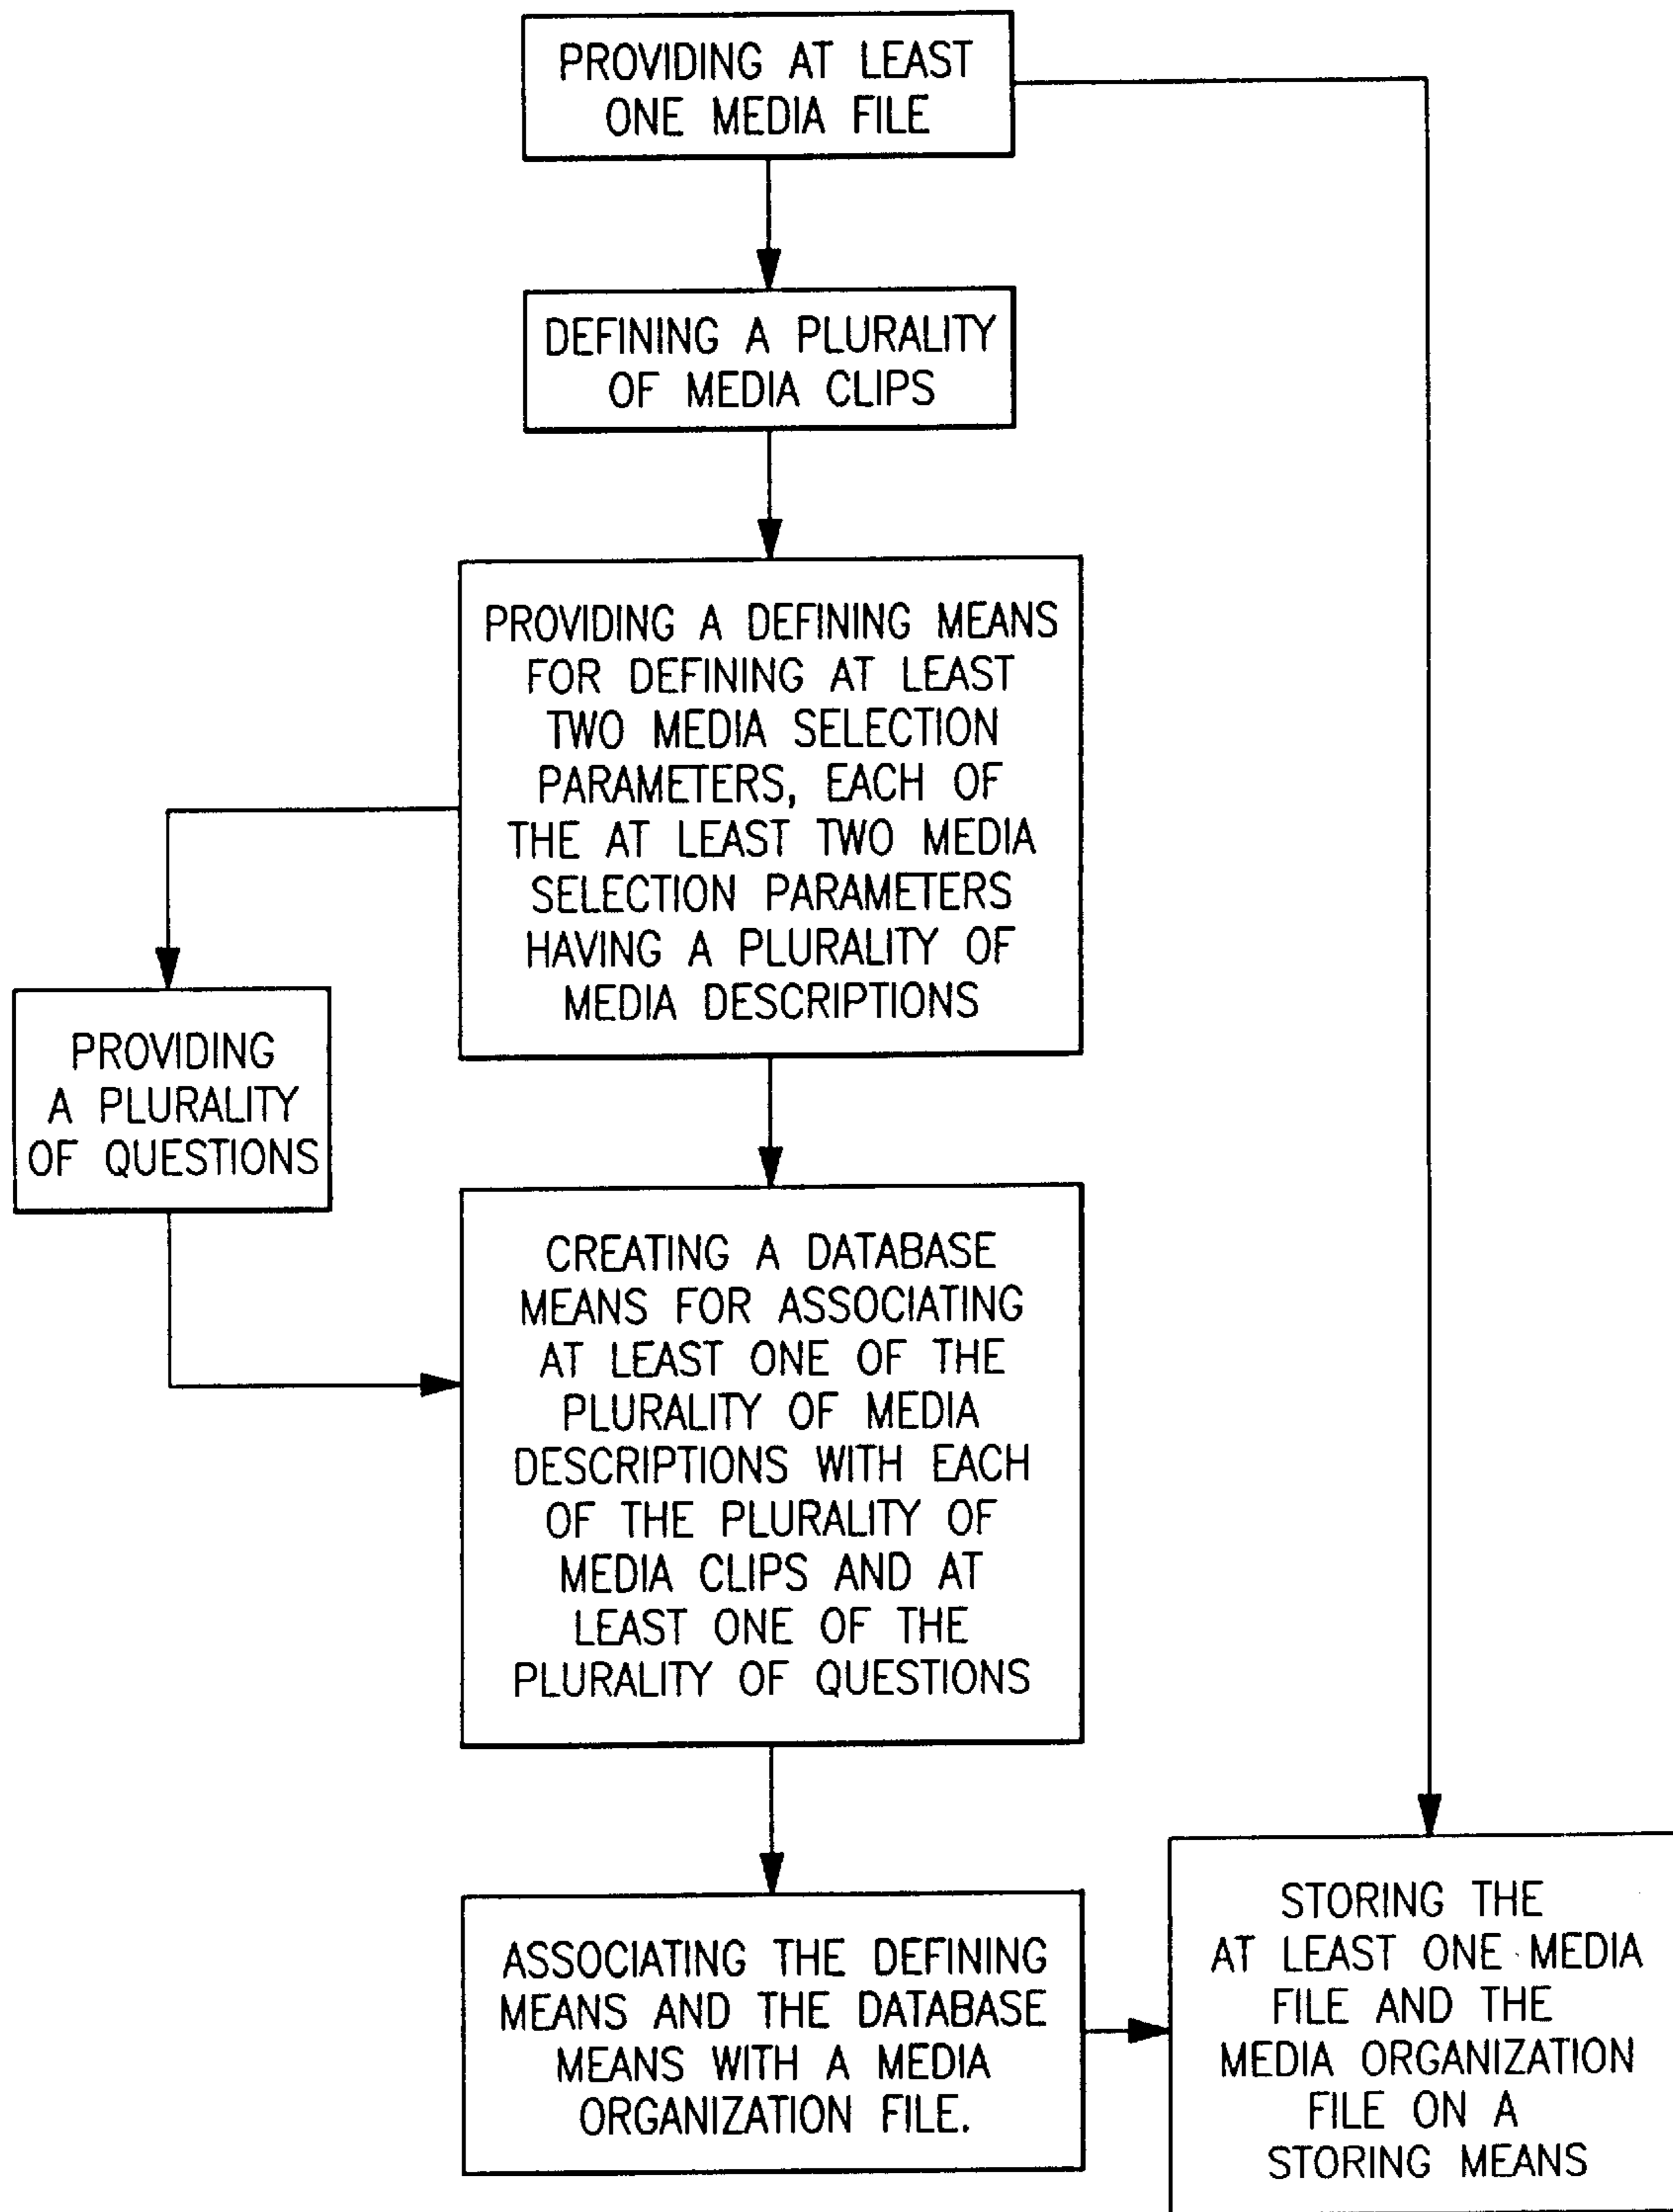 PROVIDING AT LEAST
ONE MEDIA FILE
DEFINING A PLURALITY
OF MEDIA CLIPS
PROVIDING A DEFINING MEANS
FOR DEFINING AT LEAST
TWO MEDIA SELECTION
PARAMETERS, EACH OF
THE AT LEAST TWO MEDIA
SELECTION PARAMETERS
HAVING A PLURALITY OF
MEDIA DESCRIPTIONS
PROVIDING
A PLURALITY
OF QUESTIONS
CREATING A DATABASE
MEANS FOR ASSOCIATING
AT LEAST ONE OF THE
PLURALITY OF MEDIA
DESCRIPTIONS WITH EACH
OF THE PLURALITY OF
MEDIA CLIPS AND AT
LEAST ONE OF THE
PLURALITY OF QUESTIONS
ASSOCIATING THE DEFINING
MEANS AND THE DATABASE
MEANS WITH A MEDIA
ORGANIZATION FILE.
STORING THE
AT LEAST ONE MEDIA
FILE AND THE
MEDIA ORGANIZATION
FILE ON A
STORING MEANS